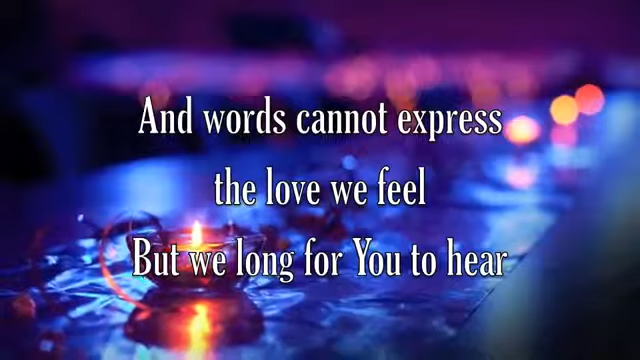 And words cannot express
the love we feel
But we long for You to hear